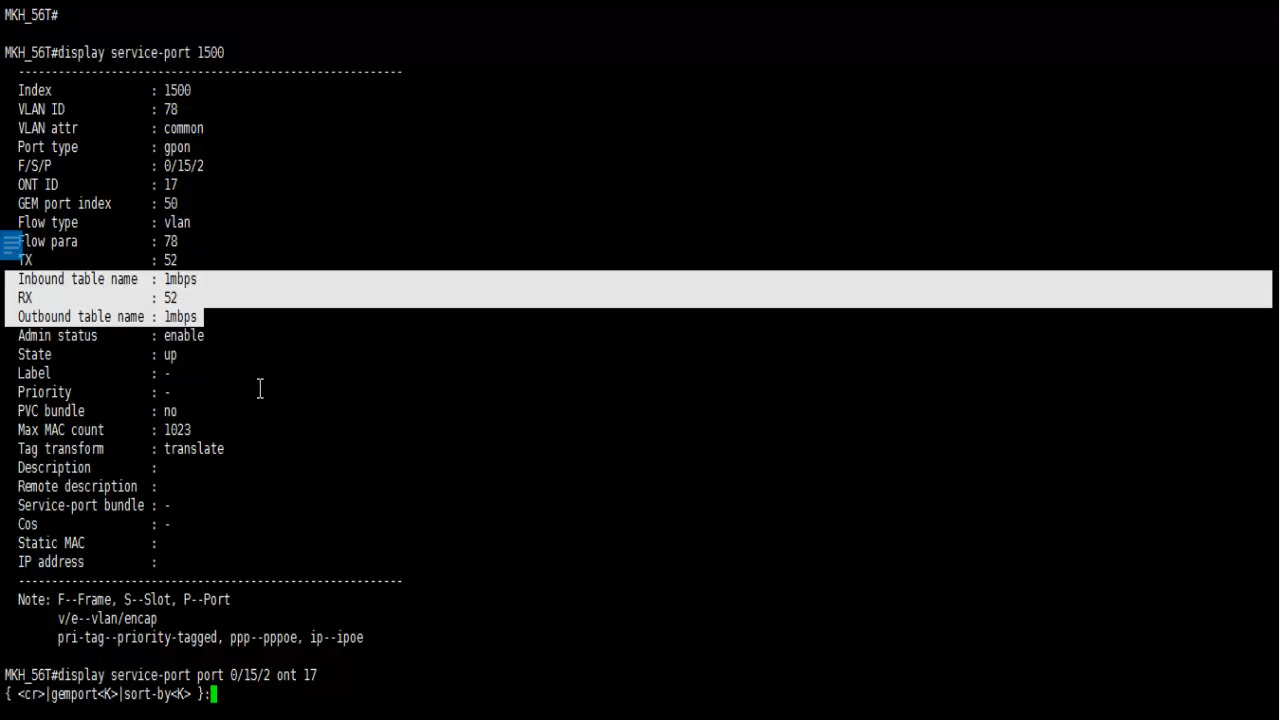 MKH_56T#
MKH_56T#display service-port 1500
----------------------------------------------------------
Index : 1500
VLAN ID : 78
VLAN attr : common
Port type : gpon
F/S/P : 0/15/2
ONT ID : 17
GEM port index : 50
Flow type : vlan
Flow para : 78
TX : 52
Inbound table name : 1mbps
RX : 52
Outbound table name : 1mbps
Admin status : enable
State : up
Label : -
Priority : -
PVC bundle : no
Max MAC count : 1023
Tag transform : translate
Description :
Remote description :
Service-port bundle : -
Cos : -
Static MAC :
IP address :
----------------------------------------------------------
Note: F--Frame, S--Slot, P--Port
v/e--vlan/encap
pri-tag--priority-tagged, ppp--pppoe, ip--ipoe
MKH_56T#display service-port port 0/15/2 ont 17
{ <cr>|gemport<K>|sort-by<K> }: